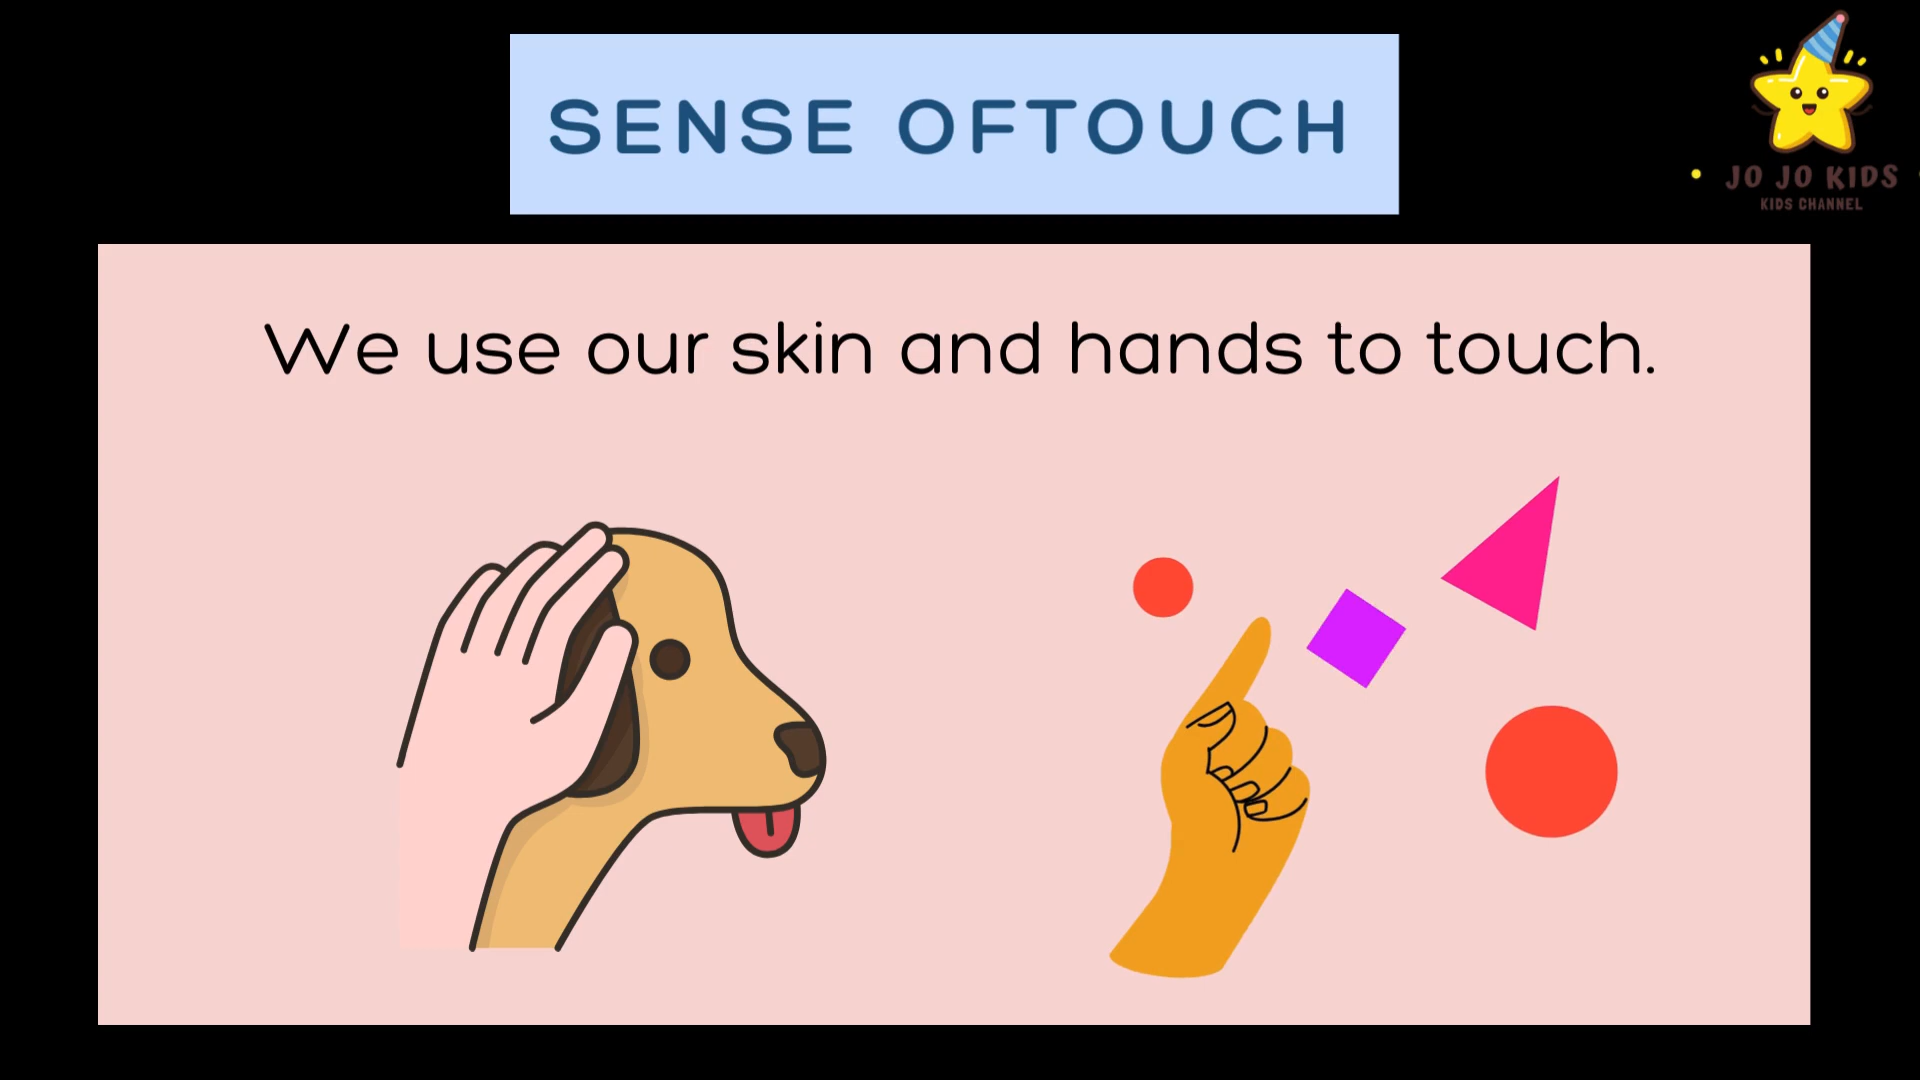 SENSE OFTOUCH
JO JO KIDS
KIDS CHANNEL
We use our skin and hands to touch.